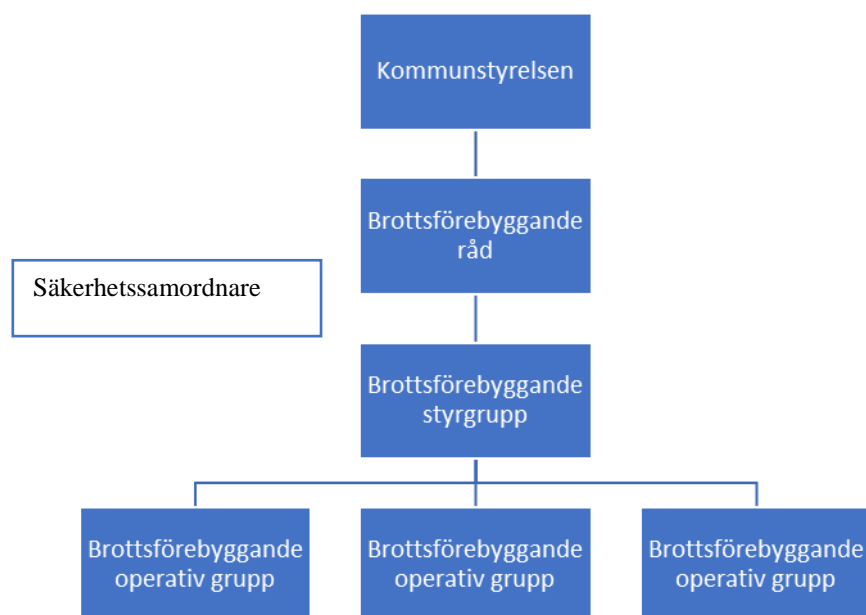 Kommunstyrelsen
Brottsförebyggande
råd
Säkerhetssamordnare
Brottsförebyggande
styrgrupp
Brottsförebyggande
operativ grupp
Brottsförebyggande
operativ grupp
Brottsförebyggande
operativ grupp